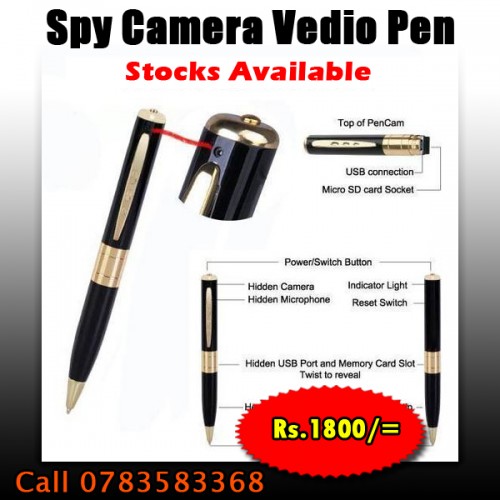 Spy Camera Vedio Pen
Stocks Available
Top of PenCam
USB connection
Micro SD card Socket
Power/Switch Button
Hidden Camera
Hidden Microphone
Indicator Light
Reset Switch
Hidden USB Port and Memory Card Slot
Twist to reveal
Rs.1800/=
Call 0783583368